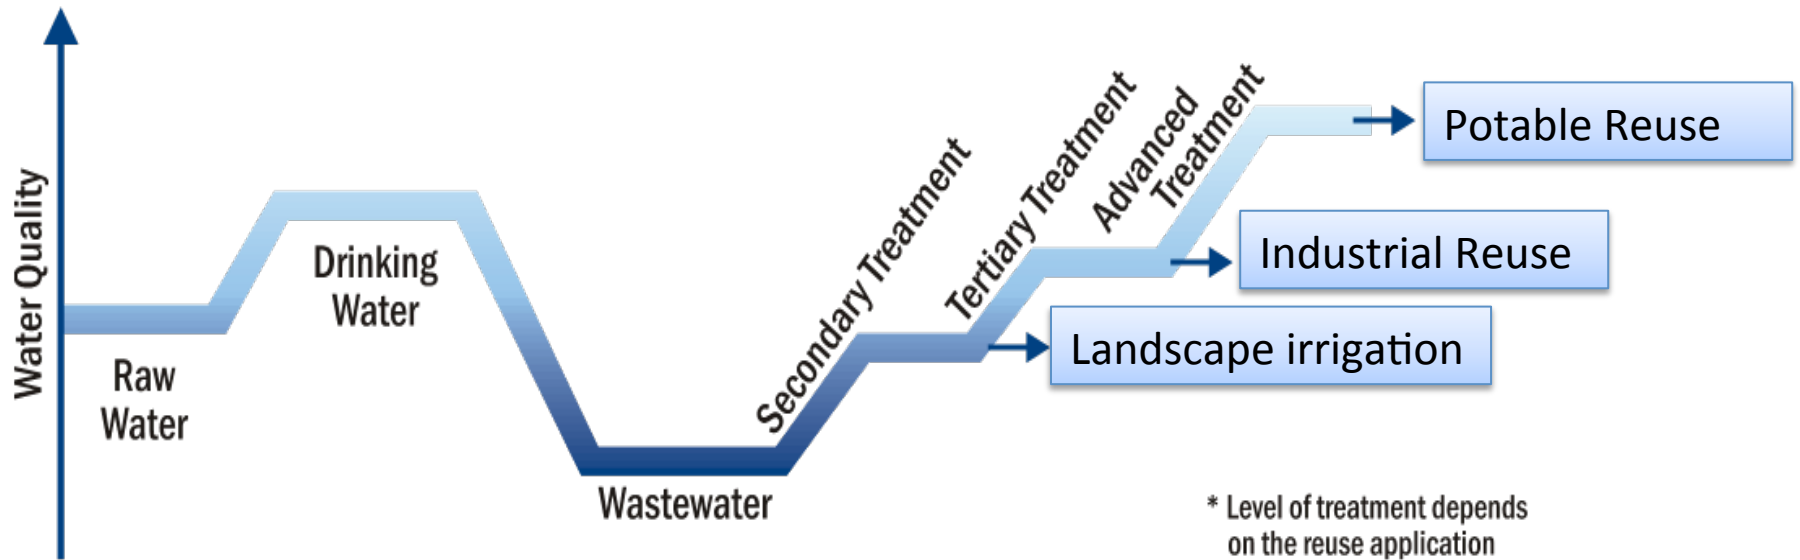 Water Quality
Raw
Water
Drinking
Water
Wastewater
Secondary Treatment
Tertiary Treatment
Advanced
Treatment
Potable Reuse
Industrial Reuse
Landscape irrigation
* Level of treatment depends
on the reuse application